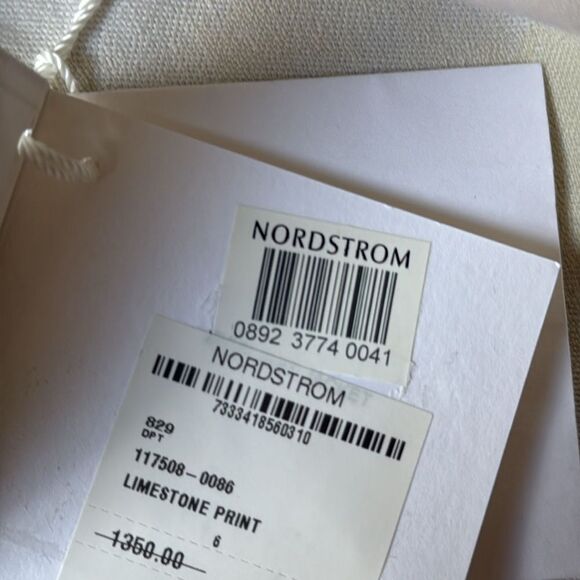 NORDSTROM
0892 3774 0041
NORDSTROM
7333418560310
829
DPT
117508-0086
LIMESTONE PRINT
6
1350.00